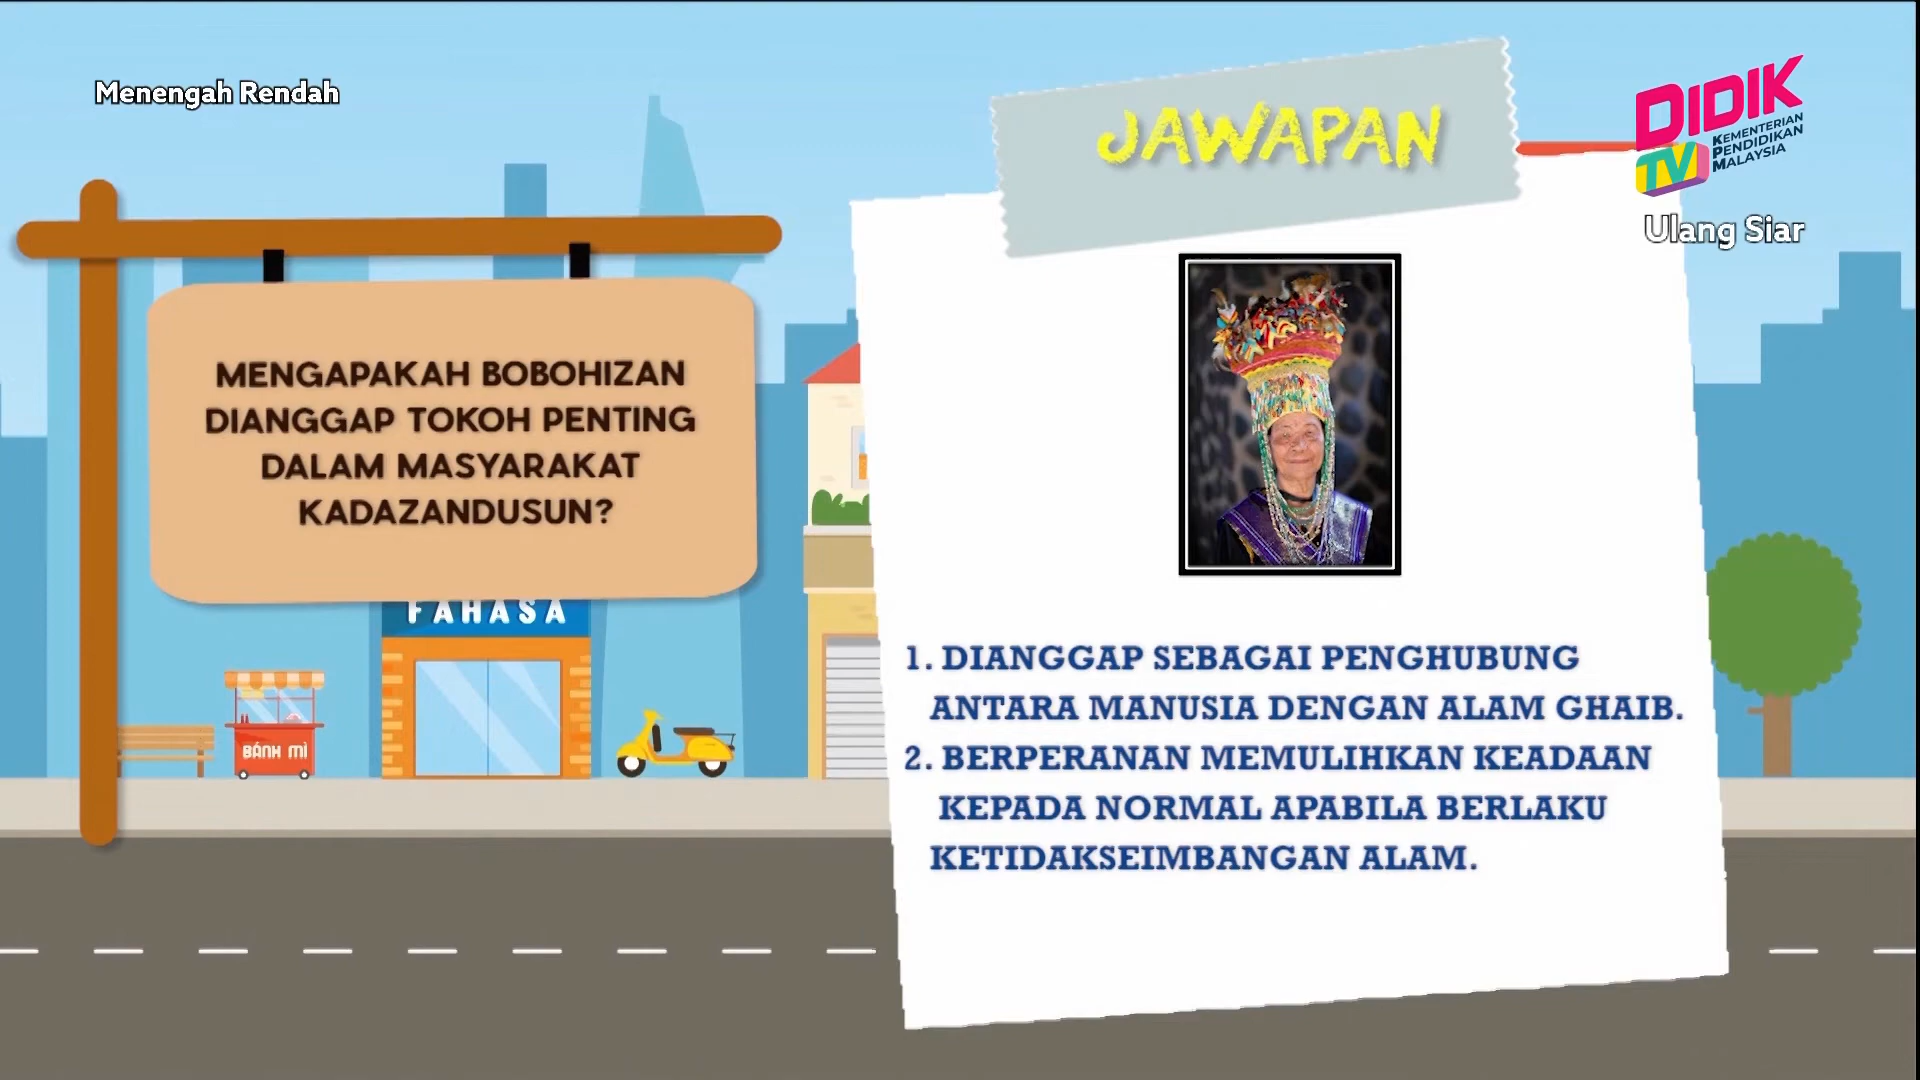 Menengah Rendah
JAWAPAN
DIDIK
TV
KEMENTERIAN
PENDIDIKAN
MALAYSIA
Ulang Siar
MENGAPAKAH BOBOHIZAN
DIANGGAP TOKOH PENTING
DALAM MASYARAKAT
KADAZANDUSUN?
FAHASA
BÁNH MÌ
1. DIANGGAP SEBAGAI PENGHUBUNG
ANTARA MANUSIA DENGAN ALAM GHAIB.
2. BERPERANAN MEMULIHKAN KEADAAN
KEPADA NORMAL APABILA BERLAKU
KETIDAKSEIMBANGAN ALAM.